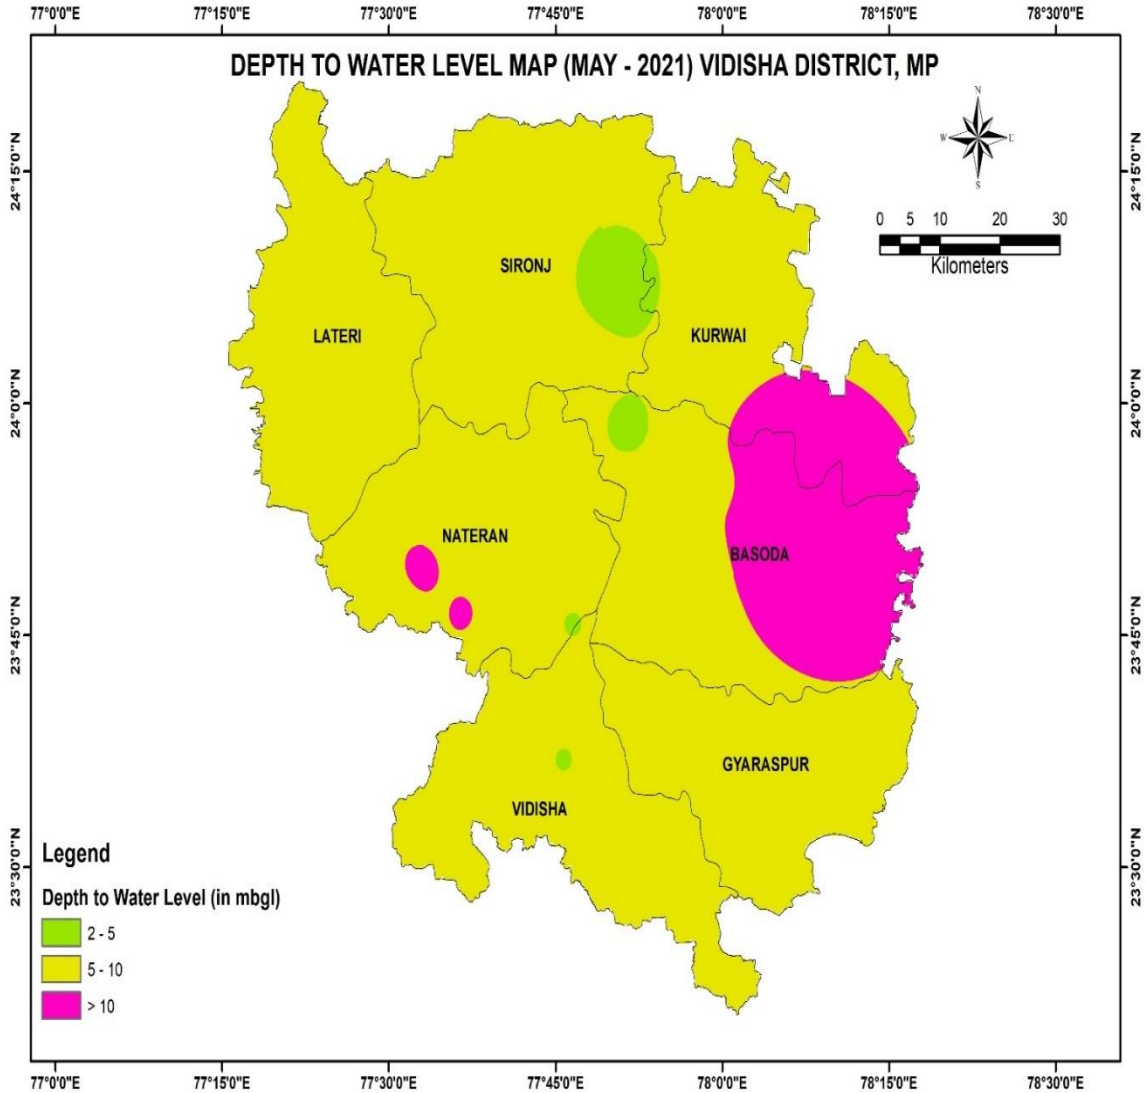 77°0'0"E 77°15'0"E 77°30'0"E 77°45'0"E 78°0'0"E 78°15'0"E 78°30'0"E
DEPTH TO WATER LEVEL MAP (MAY - 2021) VIDISHA DISTRICT, MP
N
W E
S
24°15'0"N 24°15'0"N
0 5 10 20 30
Kilometers
SIRONJ
LATERI
KURWAI
24°0'0"N 24°0'0"N
NATERAN
BASODA
23°45'0"N 23°45'0"N
GYARASPUR
VIDISHA
23°30'0"N 23°30'0"N
Legend
Depth to Water Level (in mbgl)
2 - 5
5 - 10
> 10
77°0'0"E 77°15'0"E 77°30'0"E 77°45'0"E 78°0'0"E 78°15'0"E 78°30'0"E